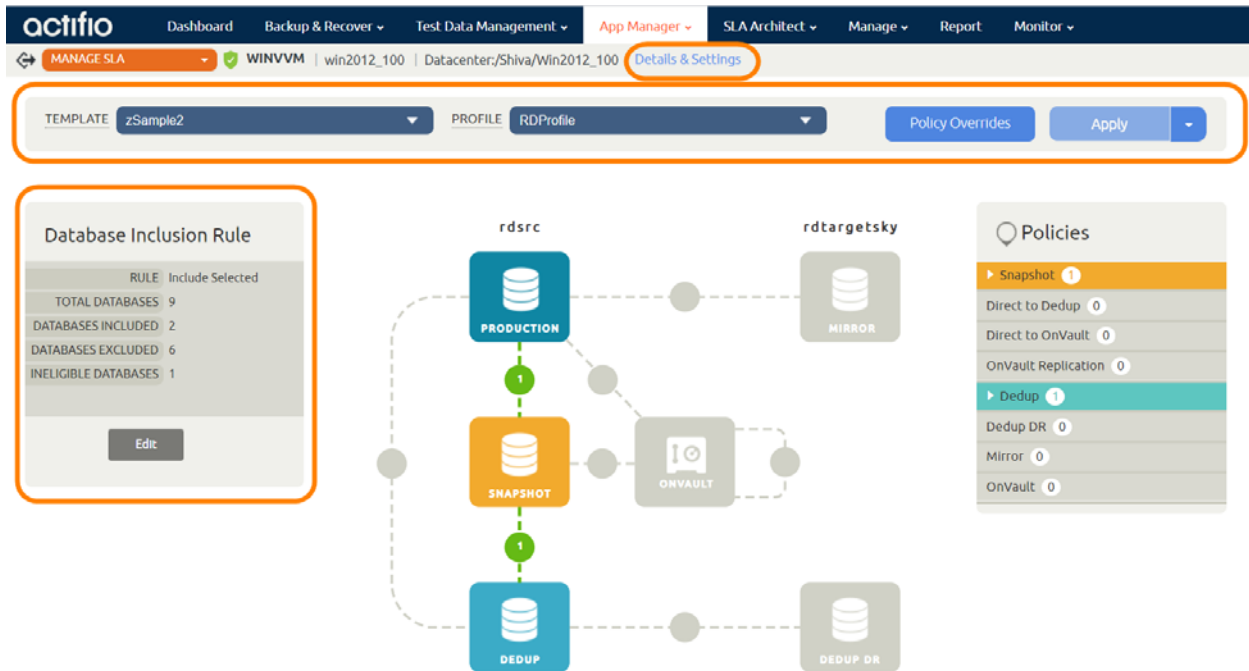 actifio Dashboard Backup & Recover Test Data Management App Manager SLA Architect Manage Report Monitor
MANAGE SLA WINVVM | win2012_100 | Datacenter:/Shiva/Win2012_100 Details & Settings
TEMPLATE zSample2 PROFILE RDProfile Policy Overrides Apply
Database Inclusion Rule
RULE Include Selected
TOTAL DATABASES 9
DATABASES INCLUDED 2
DATABASES EXCLUDED 6
INELIGIBLE DATABASES 1
Edit
rdsrc
rdtargetsky
PRODUCTION
MIRROR
1
SNAPSHOT
ONVAULT
1
DEDUP
DEDUP DR
Policies
Snapshot 1
Direct to Dedup 0
Direct to OnVault 0
OnVault Replication 0
Dedup 1
Dedup DR 0
Mirror 0
OnVault 0